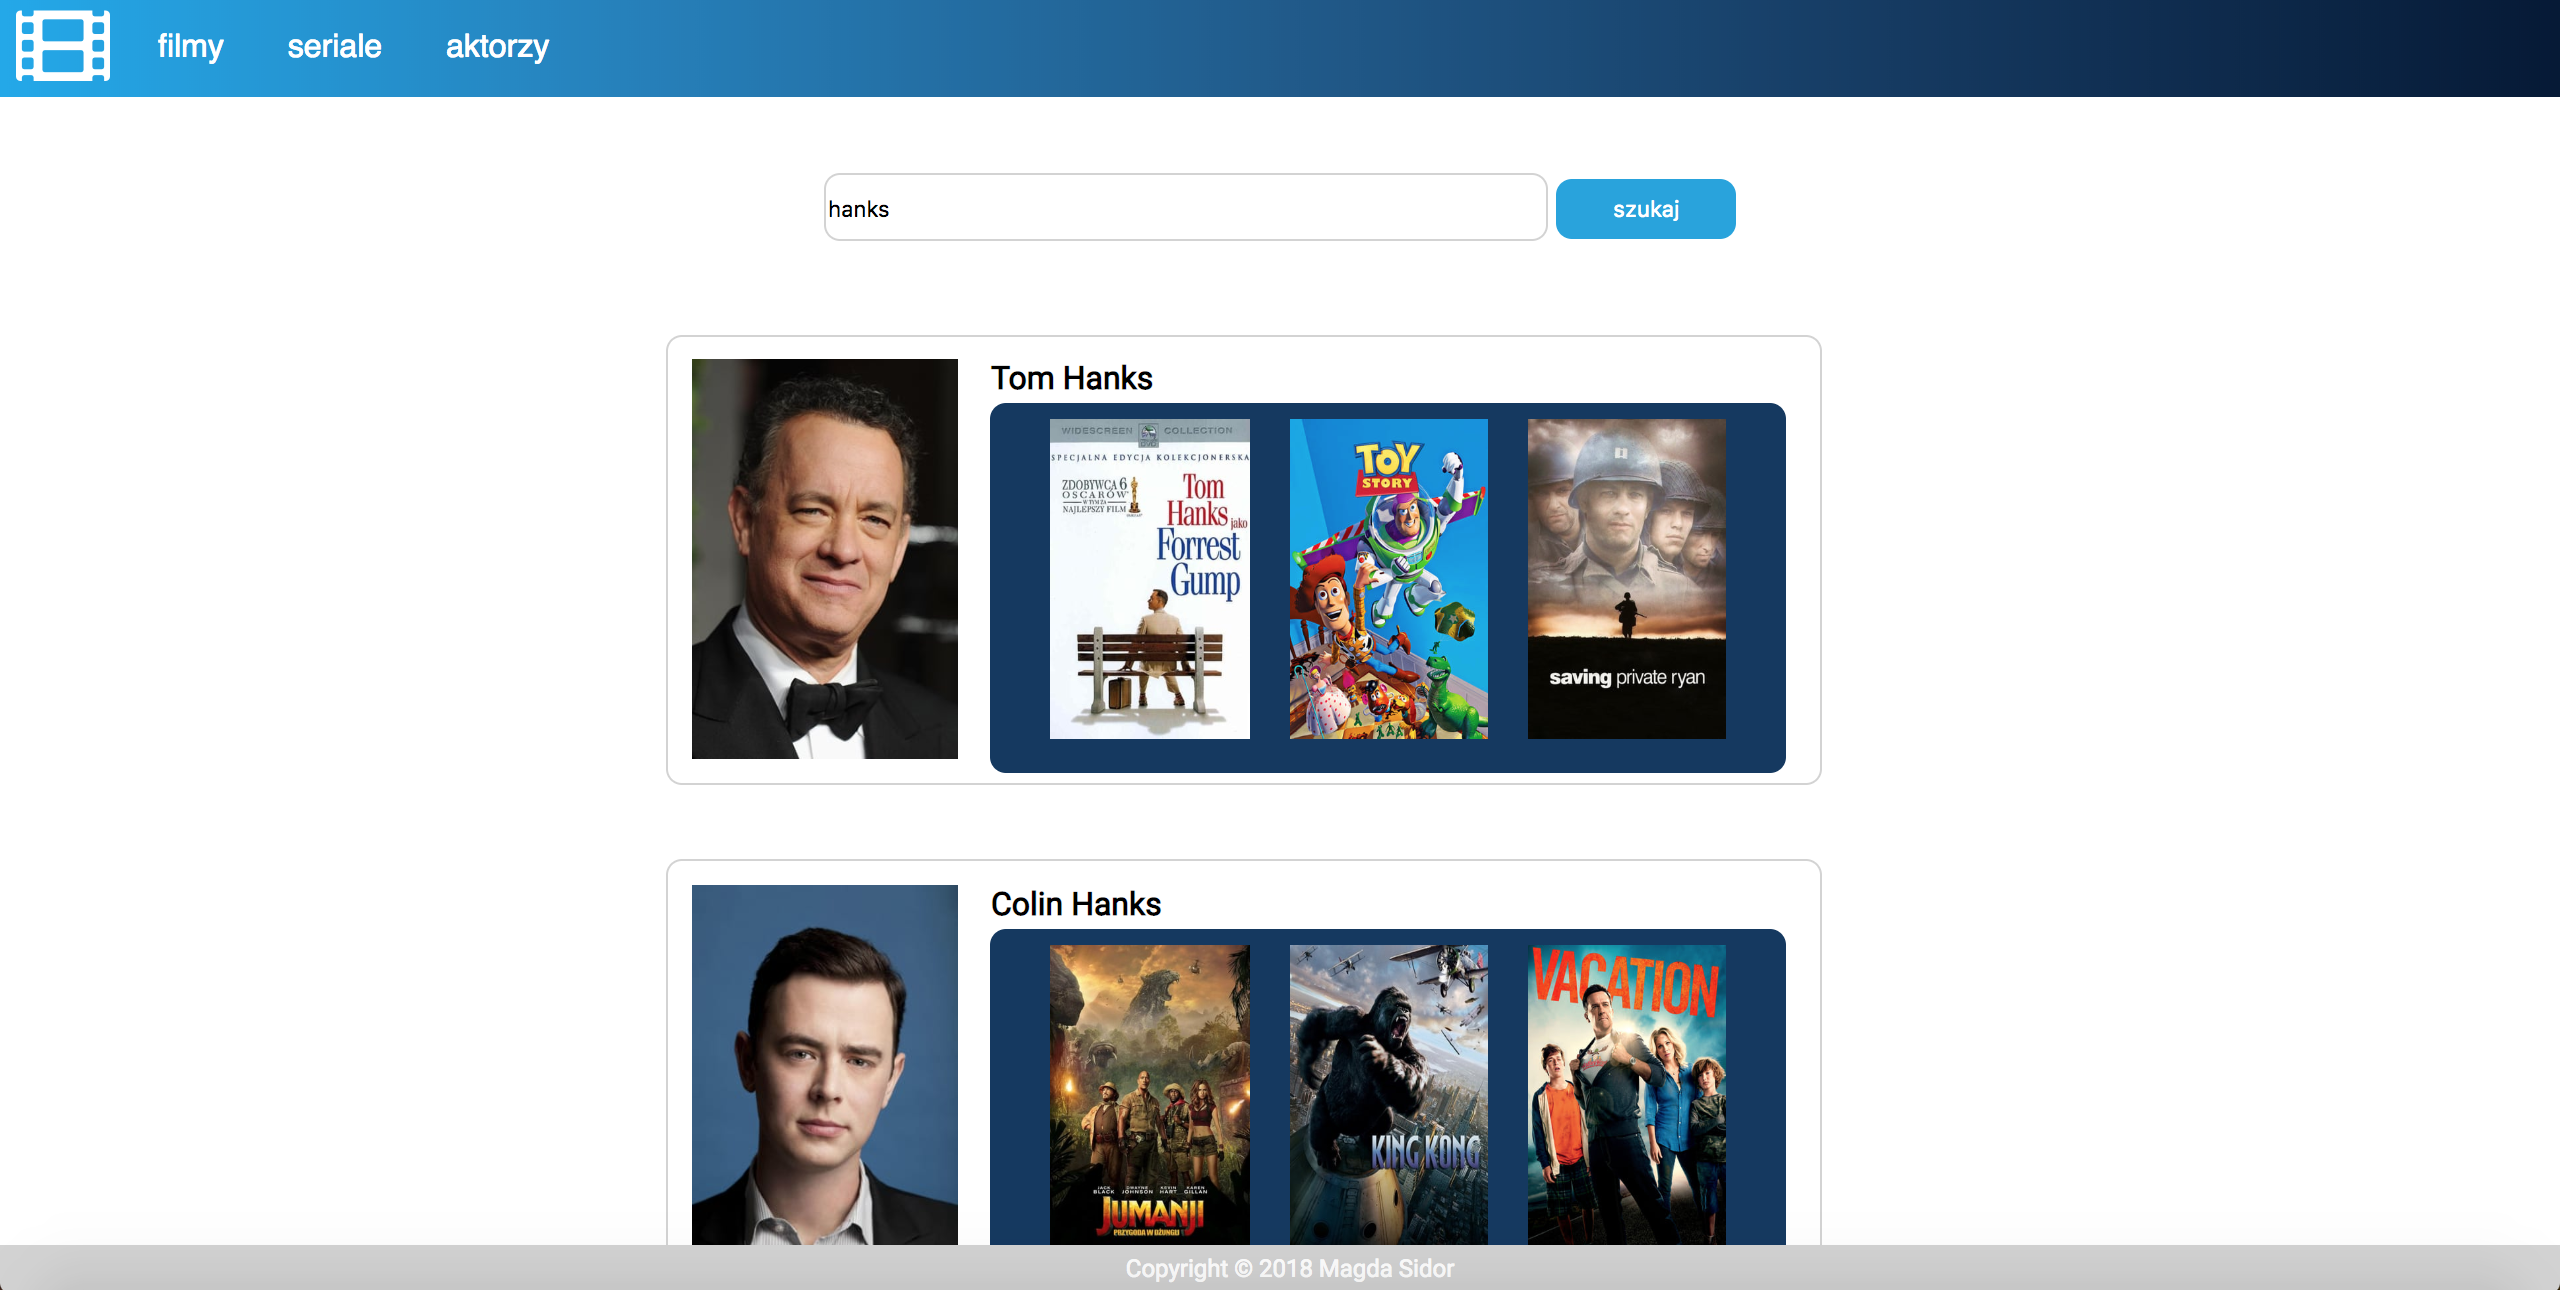 filmy seriale aktorzy
hanks szukaj
Tom Hanks
WIDESCREEN DVD COLLECTION
SPECJALNA EDYCJA KOLEKCJONERSKA
ZDOBYWCA 6
OSCARÓW
W TYM ZA
NAJLEPSZY FILM
Tom
Hanks jako
Forrest
Gump
TOY
STORY
saving private ryan
Colin Hanks
JACK BLACK DWAYNE JOHNSON KEVIN HART KAREN GILLAN
JUMANJI
PRZYGODA W DŻUNGLI
KING KONG
VACATION
Copyright © 2018 Magda Sidor